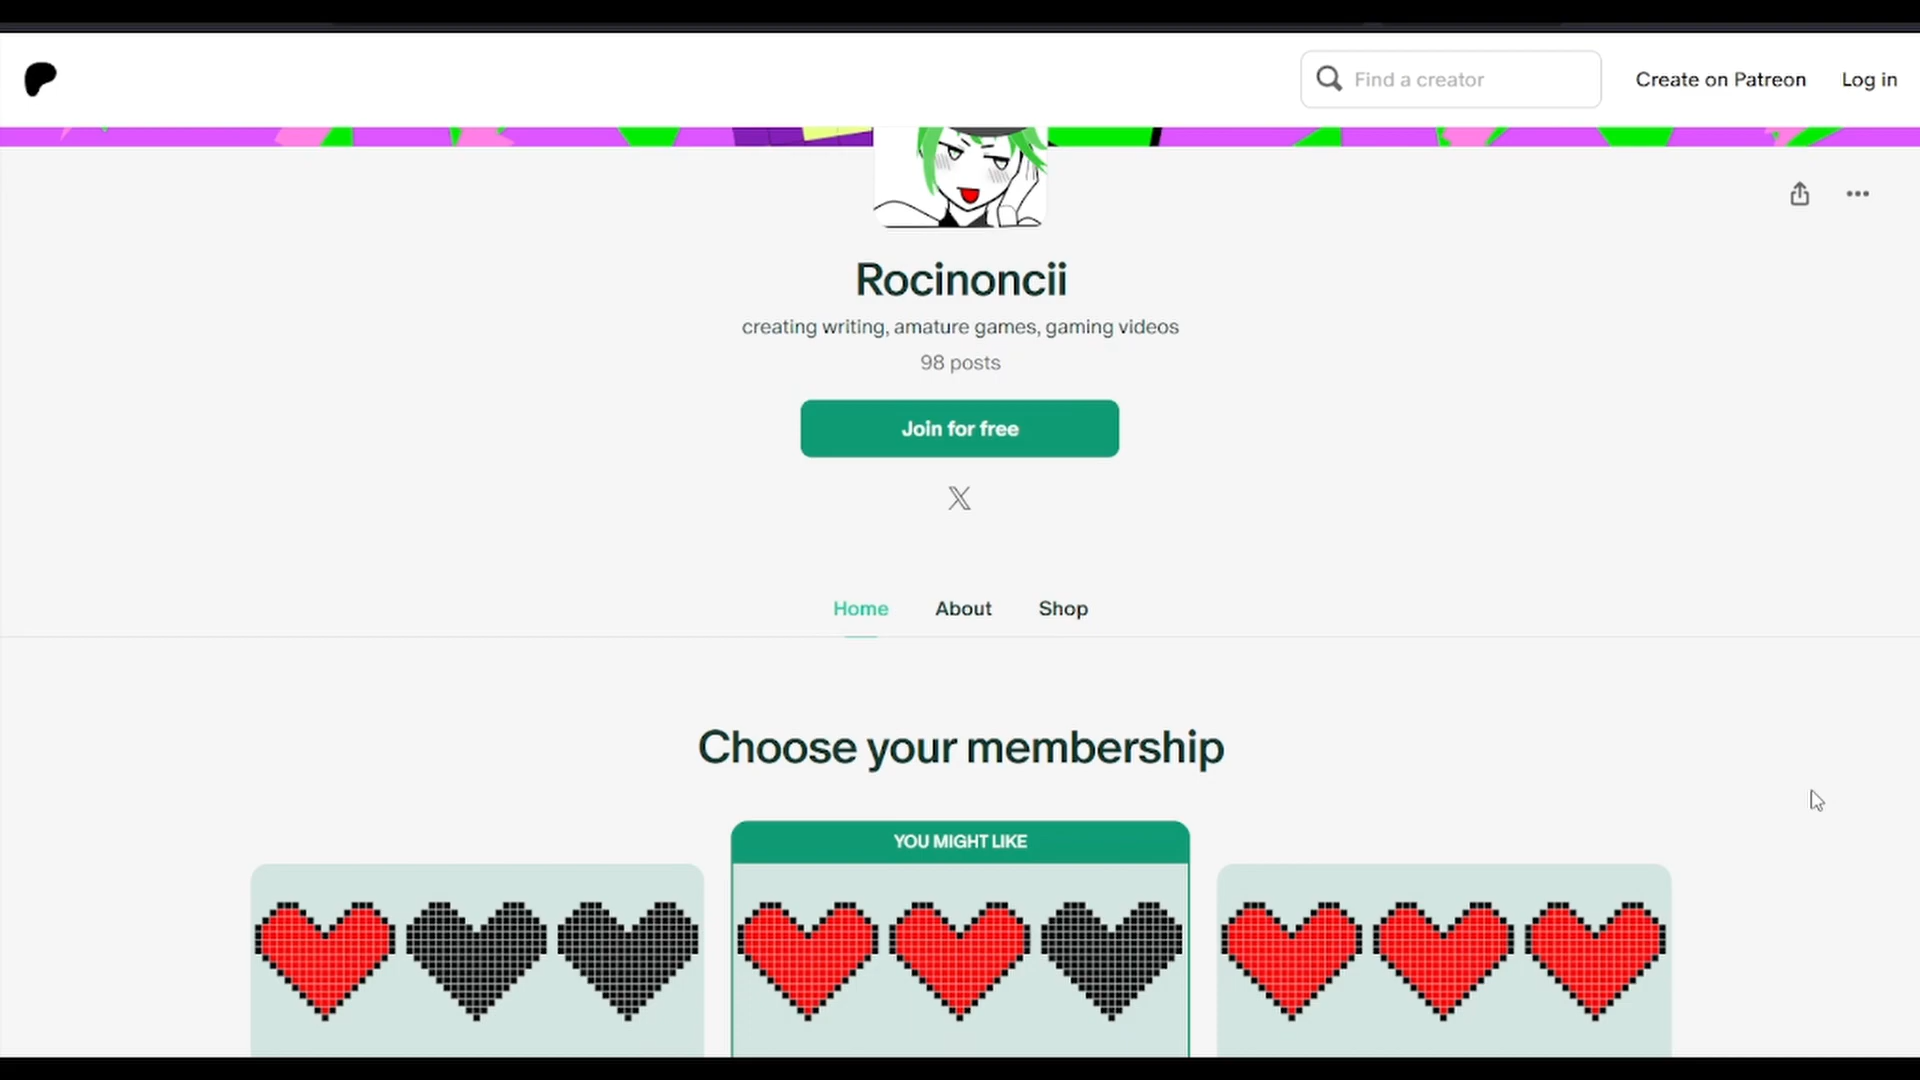 Find a creator
Create on Patreon
Log in
Rocinoncii
creating writing, amature games, gaming videos
98 posts
Join for free
Home
About
Shop
Choose your membership
YOU MIGHT LIKE